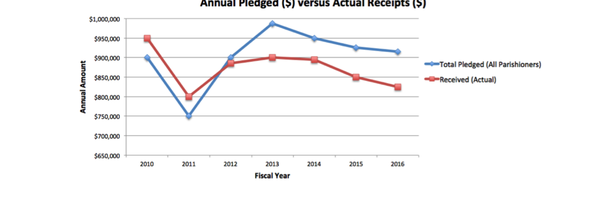 Annual Pledged ($) versus Actual Receipts ($)
$1,000,000
$950,000
$900,000
$850,000
$800,000
$750,000
$700,000
$650,000
Annual Amount
2010 2011 2012 2013 2014 2015 2016
Fiscal Year
Total Pledged (All Parishioners)
Received (Actual)